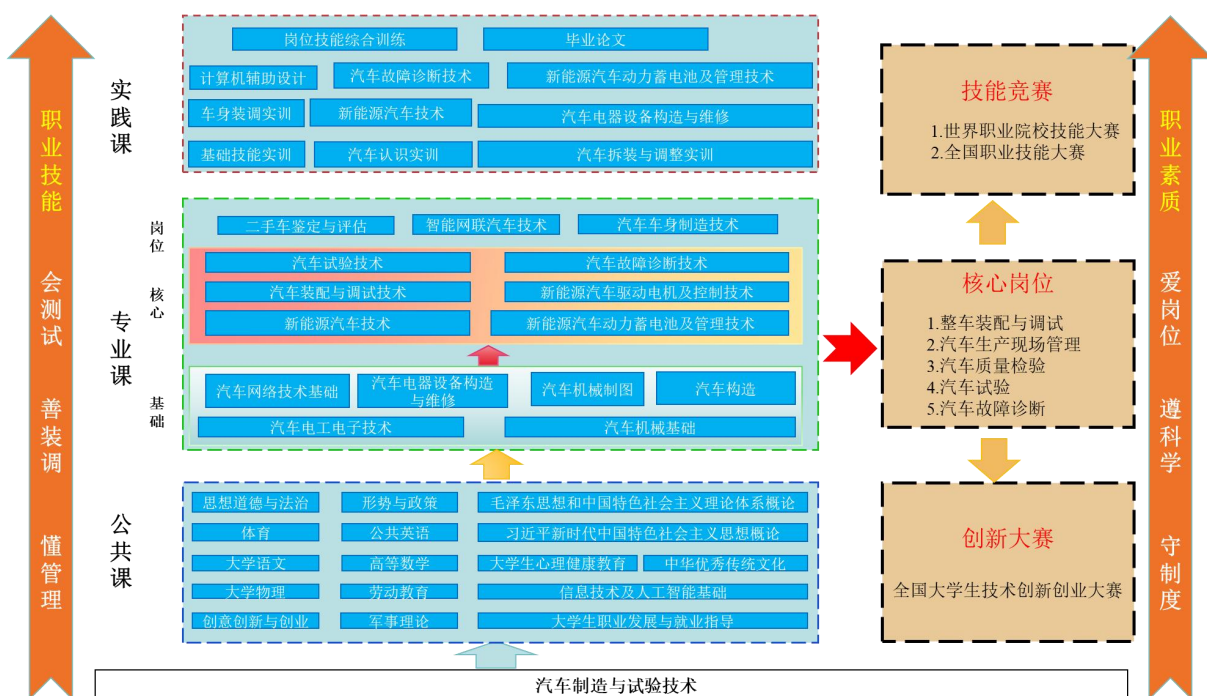 职业技能
会测试
善装调
懂管理
实践课
岗位技能综合训练
毕业论文
计算机辅助设计
汽车故障诊断技术
新能源汽车动力蓄电池及管理技术
车身装调实训
新能源汽车技术
汽车电器设备构造与维修
基础技能实训
汽车认识实训
汽车拆装与调整实训
专业课
岗位
二手车鉴定与评估
智能网联汽车技术
汽车车身制造技术
核心
汽车试验技术
汽车故障诊断技术
汽车装配与调试技术
新能源汽车驱动电机及控制技术
新能源汽车技术
新能源汽车动力蓄电池及管理技术
基础
汽车网络技术基础
汽车电器设备构造
与维修
汽车机械制图
汽车构造
汽车电工电子技术
汽车机械基础
公共课
思想道德与法治
形势与政策
毛泽东思想和中国特色社会主义理论体系概论
体育
公共英语
习近平新时代中国特色社会主义思想概论
大学语文
高等数学
大学生心理健康教育
中华优秀传统文化
大学物理
劳动教育
信息技术及人工智能基础
创意创新与创业
军事理论
大学生职业发展与就业指导
技能竞赛
1.世界职业院校技能大赛
2.全国职业技能大赛
核心岗位
1.整车装配与调试
2.汽车生产现场管理
3.汽车质量检验
4.汽车试验
5.汽车故障诊断
创新大赛
全国大学生技术创新创业大赛
职业素质
爱岗位
遵科学
守制度
汽车制造与试验技术